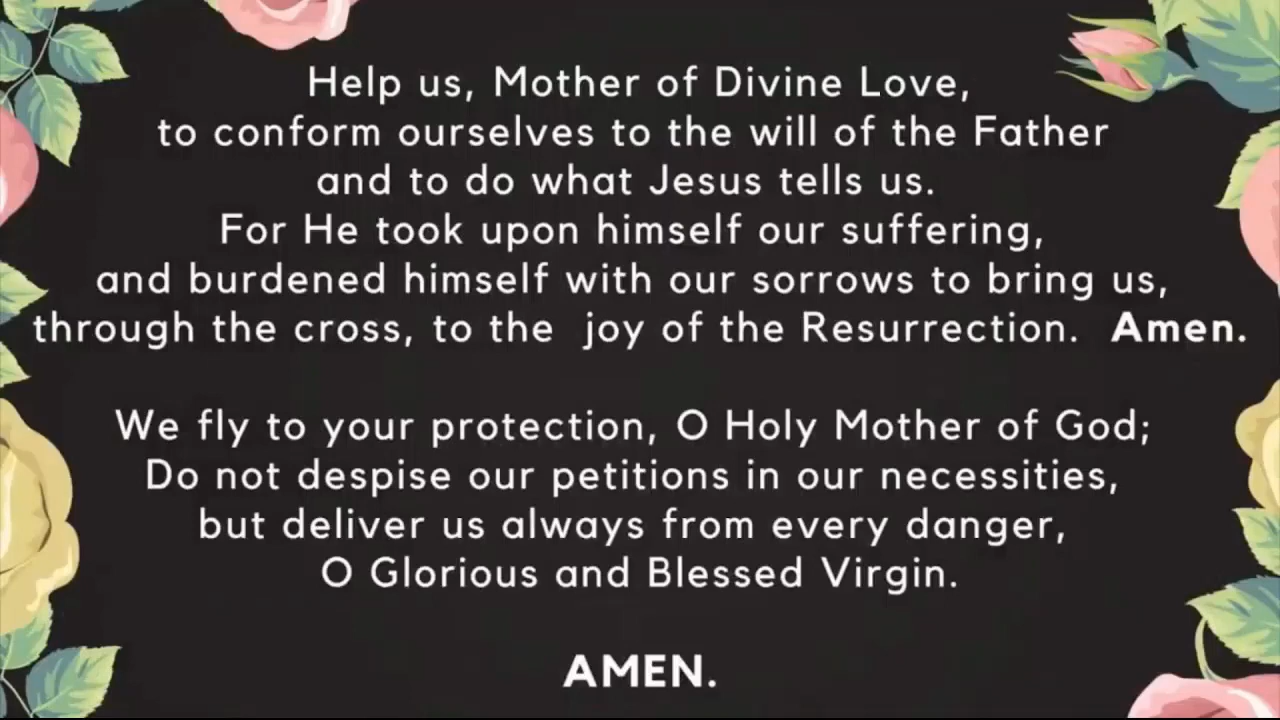 Help us, Mother of Divine Love,
to conform ourselves to the will of the Father
and to do what Jesus tells us.
For He took upon himself our suffering,
and burdened himself with our sorrows to bring us,
through the cross, to the  joy of the Resurrection.  Amen.
We fly to your protection, O Holy Mother of God;
Do not despise our petitions in our necessities,
but deliver us always from every danger,
O Glorious and Blessed Virgin.
AMEN.